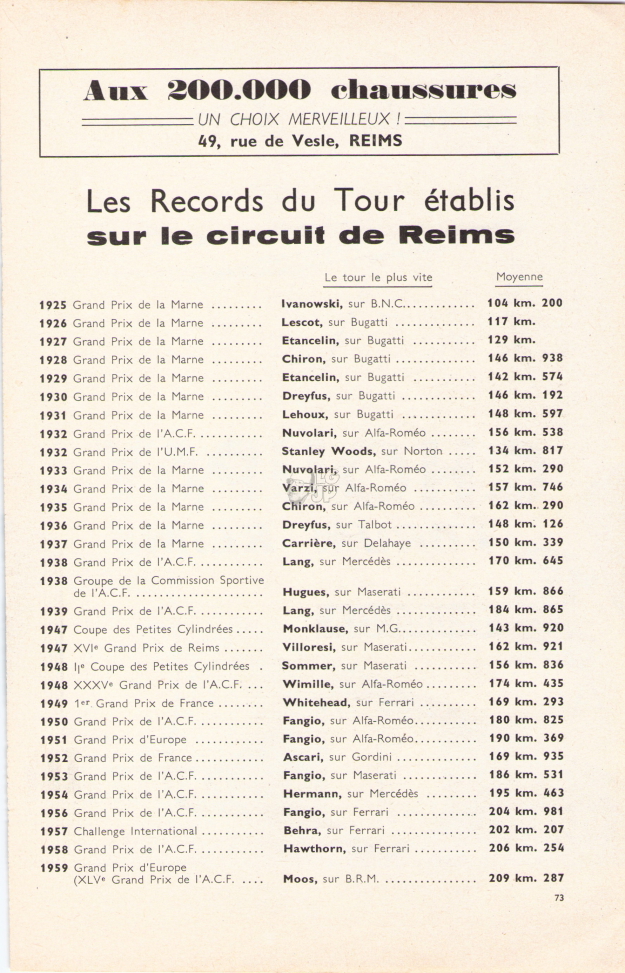 Aux 200.000 chaussures
UN CHOIX MERVEILLEUX !
49, rue de Vesle, REIMS
Les Records du Tour établis
sur le circuit de Reims
Le tour le plus vite Moyenne
1925 Grand Prix de la Marne ......... Ivanowski, sur B.N.C............. 104 km. 200
1926 Grand Prix de la Marne ......... Lescot, sur Bugatti ............. 117 km.
1927 Grand Prix de la Marne ......... Etancelin, sur Bugatti ........... 129 km.
1928 Grand Prix de la Marne ......... Chiron, sur Bugatti ............. 146 km. 938
1929 Grand Prix de la Marne ......... Etancelin, sur Bugatti ........... 142 km. 574
1930 Grand Prix de la Marne ......... Dreyfus, sur Bugatti ............ 146 km. 192
1931 Grand Prix de la Marne ......... Lehoux, sur Bugatti ............ 148 km. 597
1932 Grand Prix de l'A.C.F. ........... Nuvolari, sur Alfa-Roméo ....... 156 km. 538
1932 Grand Prix de l'U.M.F. .......... Stanley Woods, sur Norton ..... 134 km. 817
1933 Grand Prix de la Marne ......... Nuvolari, sur Alfa-Roméo ....... 152 km. 290
1934 Grand Prix de la Marne ......... Varzi, sur Alfa-Roméo .......... 157 km. 746
1935 Grand Prix de la Marne ......... Chiron, sur Alfa-Roméo ......... 162 km. 290
1936 Grand Prix de la Marne ......... Dreyfus, sur Talbot ............. 148 km. 126
1937 Grand Prix de la Marne ......... Carrière, sur Delahaye .......... 150 km. 339
1938 Grand Prix de l'A.C.F. ........... Lang, sur Mercédès ............. 170 km. 645
1938 Groupe de la Commission Sportive
de l'A.C.F. ...................... Hugues, sur Maserati ............ 159 km. 866
1939 Grand Prix de l'A.C.F. ........... Lang, sur Mercédès ............. 184 km. 865
1947 Coupe des Petites Cylindrées ..... Monklause, sur M.G............. 143 km. 920
1947 XVIe Grand Prix de Reims ....... Villoresi, sur Maserati............ 162 km. 921
1948 IIe Coupe des Petites Cylindrées . Sommer, sur Maserati ........... 156 km. 836
1948 XXXVe Grand Prix de l'A.C.F. ... Wimille, sur Alfa-Roméo ......... 174 km. 435
1949 1er Grand Prix de France ........ Whitehead, sur Ferrari .......... 169 km. 293
1950 Grand Prix de l'A.C.F. ........... Fangio, sur Alfa-Roméo.......... 180 km. 825
1951 Grand Prix d'Europe ............ Fangio, sur Alfa-Roméo.......... 190 km. 369
1952 Grand Prix de France ............ Ascari, sur Gordini .............. 169 km. 935
1953 Grand Prix de l'A.C.F. ........... Fangio, sur Maserati ............ 186 km. 531
1954 Grand Prix de l'A.C.F. ........... Hermann, sur Mercédès ........ 195 km. 463
1956 Grand Prix de l'A.C.F. ........... Fangio, sur Ferrari .............. 204 km. 981
1957 Challenge International ........... Behra, sur Ferrari ............... 202 km. 207
1958 Grand Prix de l'A.C.F. ........... Hawthorn, sur Ferrari ........... 206 km. 254
1959 Grand Prix d'Europe
(XLVe Grand Prix de l'A.C.F. .... Moos, sur B.R.M. ................ 209 km. 287
73